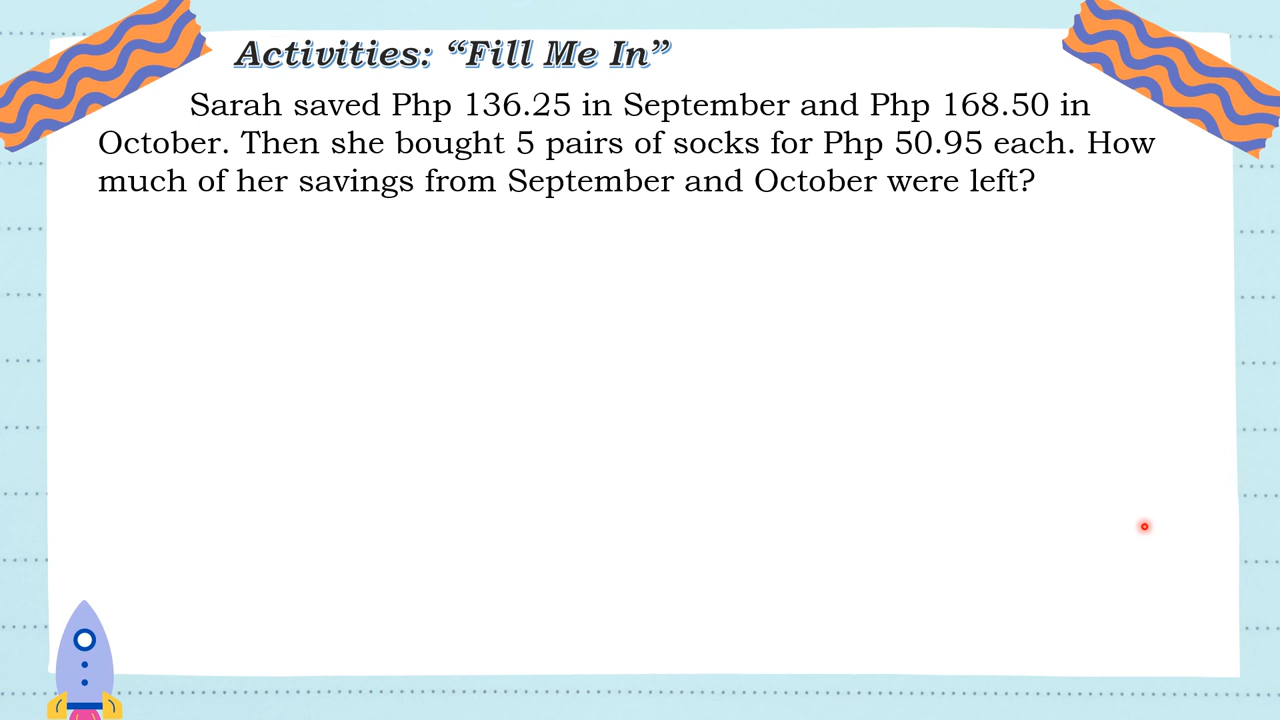 Activities: “Fill Me In”
Sarah saved Php 136.25 in September and Php 168.50 in
October. Then she bought 5 pairs of socks for Php 50.95 each. How
much of her savings from September and October were left?